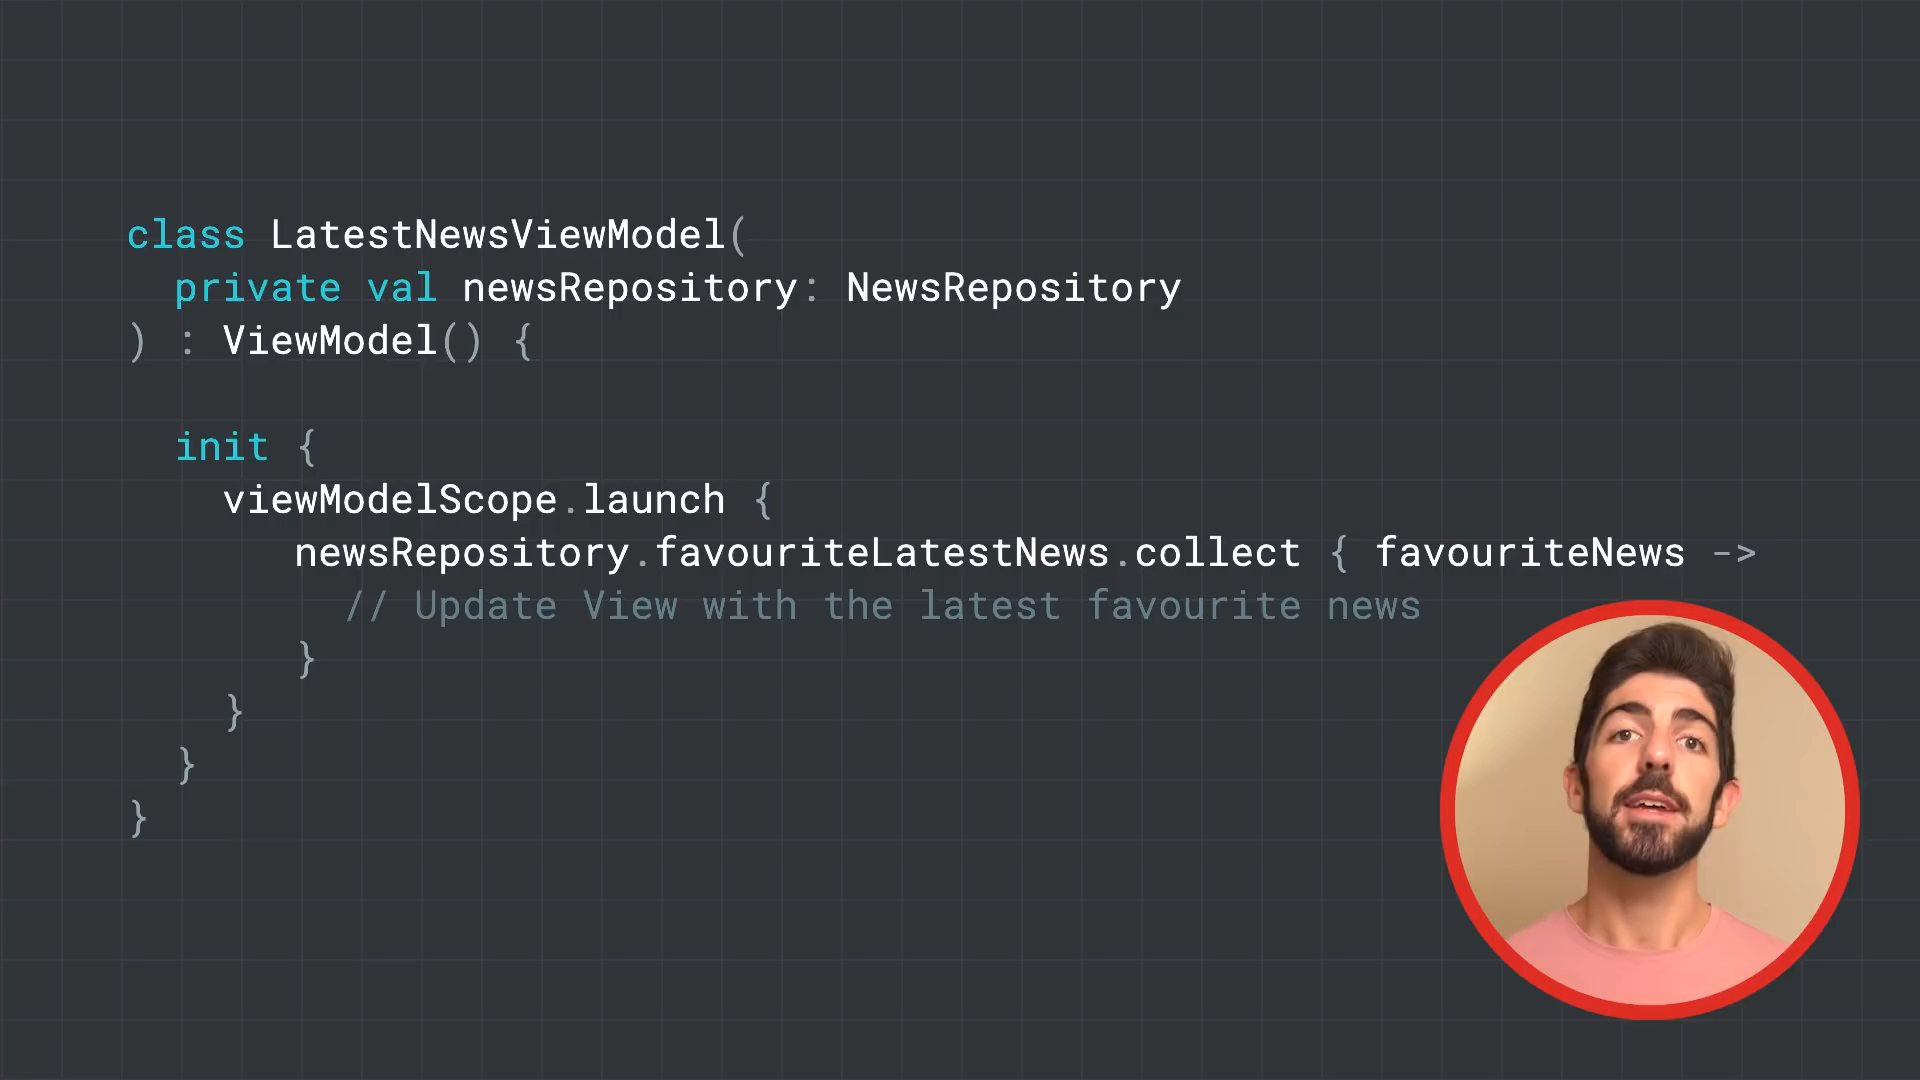 class LatestNewsViewModel(
private val newsRepository: NewsRepository
) : ViewModel() {
init {
viewModelScope.launch {
newsRepository.favouriteLatestNews.collect { favouriteNews ->
// Update View with the latest favourite news
}
}
}
}